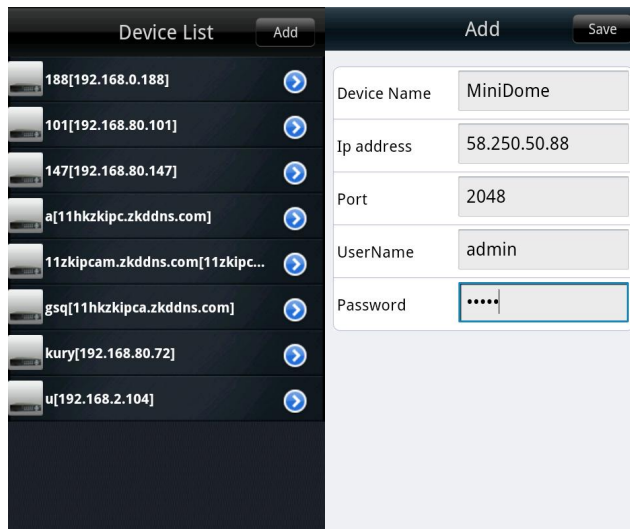 Device List
Add
188[192.168.0.188]
101[192.168.80.101]
147[192.168.80.147]
a[11hkzkipc.zkddns.com]
11zkipcam.zkddns.com[11zkipc...
gsq[11hkzkipca.zkddns.com]
kury[192.168.80.72]
u[192.168.2.104]
Add
Save
Device Name MiniDome
Ip address 58.250.50.88
Port 2048
UserName admin
Password •••••